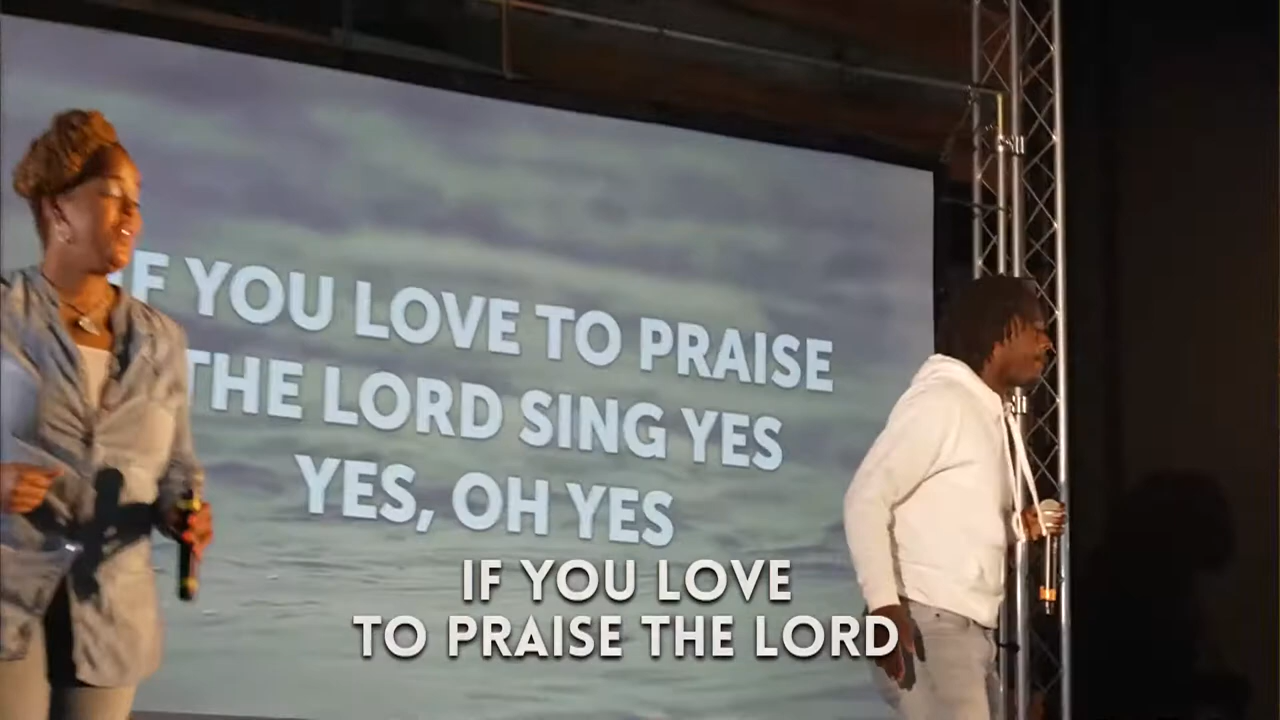 IF YOU LOVE TO PRAISE
THE LORD SING YES
YES, OH YES
IF YOU LOVE
TO PRAISE THE LORD